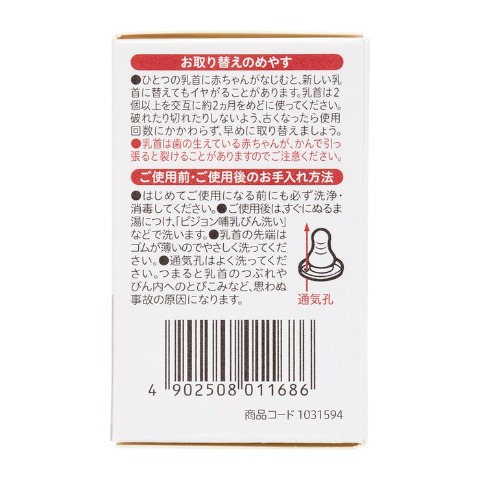 お取り替えのめやす
●ひとつの乳首に赤ちゃんがなじむと、新しい乳
首に替えてもイヤがることがあります。乳首は2
個以上を交互に約2ヵ月をめどに使ってください。
破れたり切れたりしないよう、古くなったら使用
回数にかかわらず、早めに取り替えましょう。
●乳首は歯の生えている赤ちゃんが、かんで引っ
張ると裂けることがありますのでご注意ください。
ご使用前・ご使用後のお手入れ方法
●はじめてご使用になる前にも必ず洗浄・
消毒してください。●ご使用後は、すぐにぬるま
湯につけ、「ピジョン哺乳びん洗い」
などで洗います。●乳首の先端は
ゴムが薄いのでやさしく洗ってくだ
さい。●通気孔はよく洗ってくださ
い。つまると乳首のつぶれや
びん内へのとびこみなど、思わぬ
事故の原因になります。
通気孔
4 902508 011686
商品コード 1031594